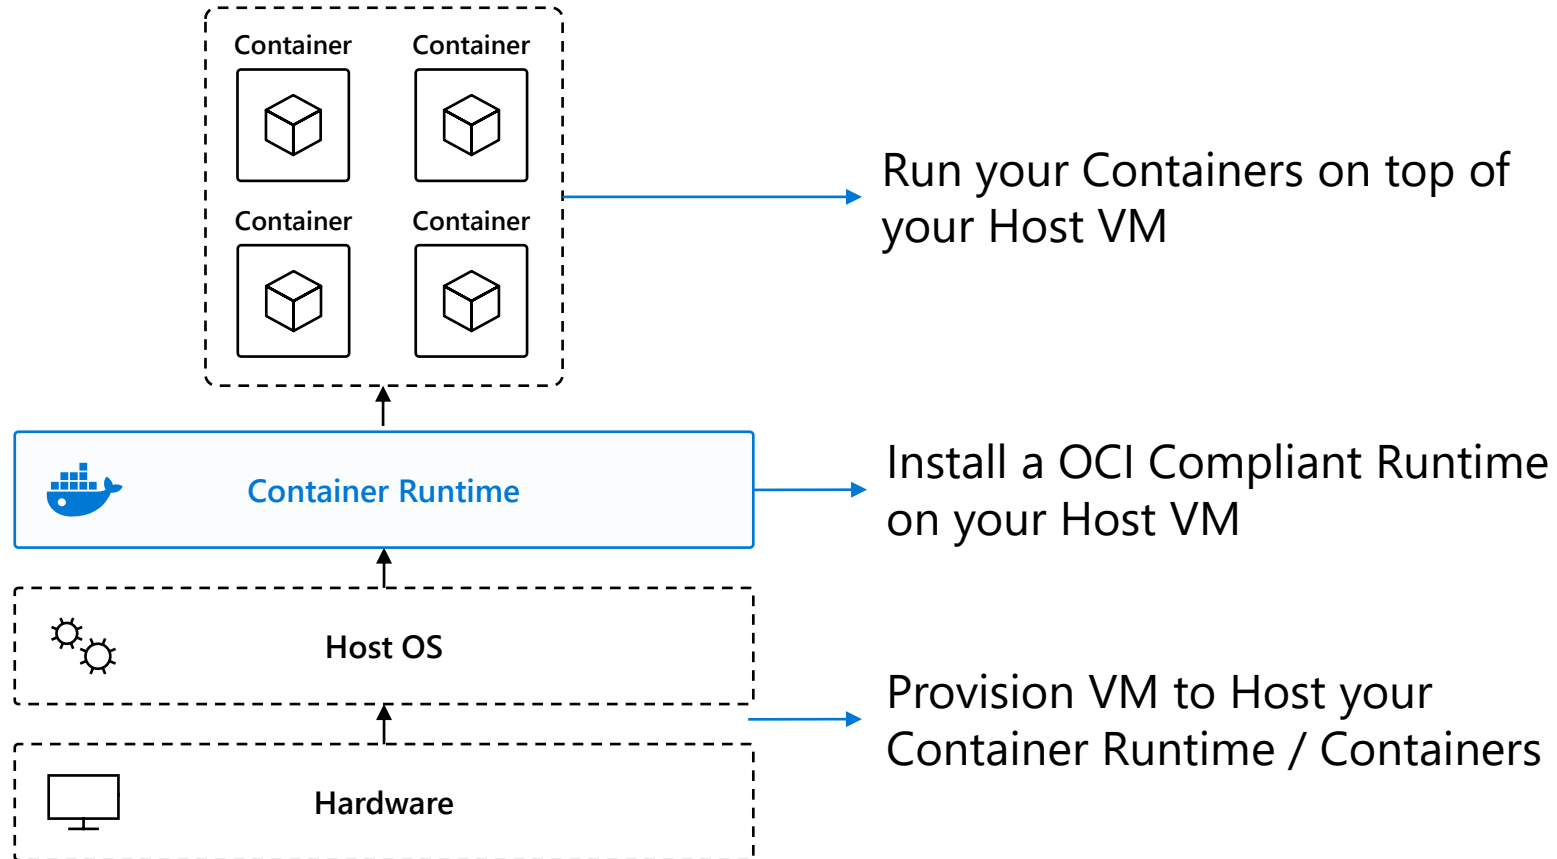 Container Container
Container Container
Run your Containers on top of
your Host VM
Container Runtime
Install a OCI Compliant Runtime
on your Host VM
Host OS
Provision VM to Host your
Container Runtime / Containers
Hardware